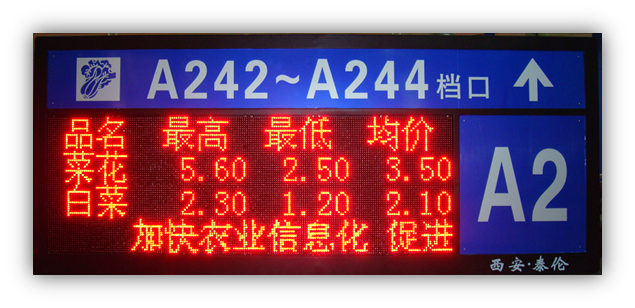 A242~A244档口
品名 最高 最低 均价
菜花 5.60 2.50 3.50
白菜 2.30 1.20 2.10
加快农业信息化 促进
A2
西安·泰伦